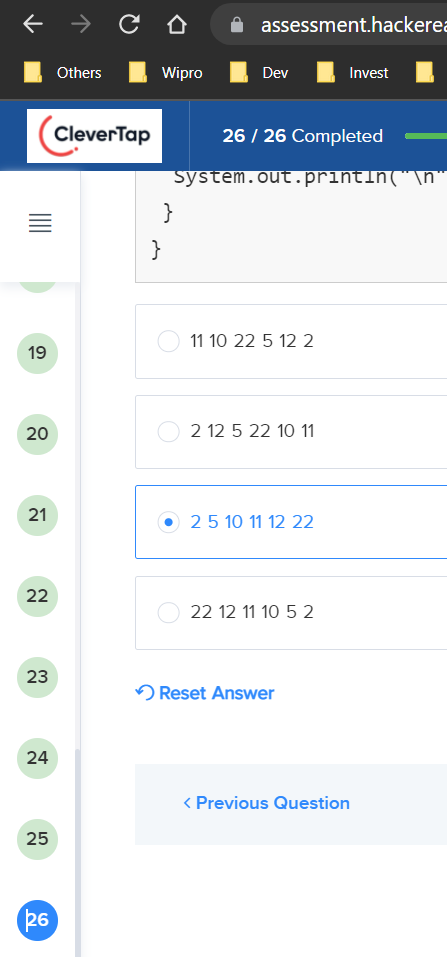 assessment.hackerea
Others Wipro Dev Invest
CleverTap 26 / 26 Completed
System.out.println("\n"
}
}
19
11 10 22 5 12 2
20
2 12 5 22 10 11
21
2 5 10 11 12 22
22
22 12 11 10 5 2
23
Reset Answer
24
< Previous Question
25
26